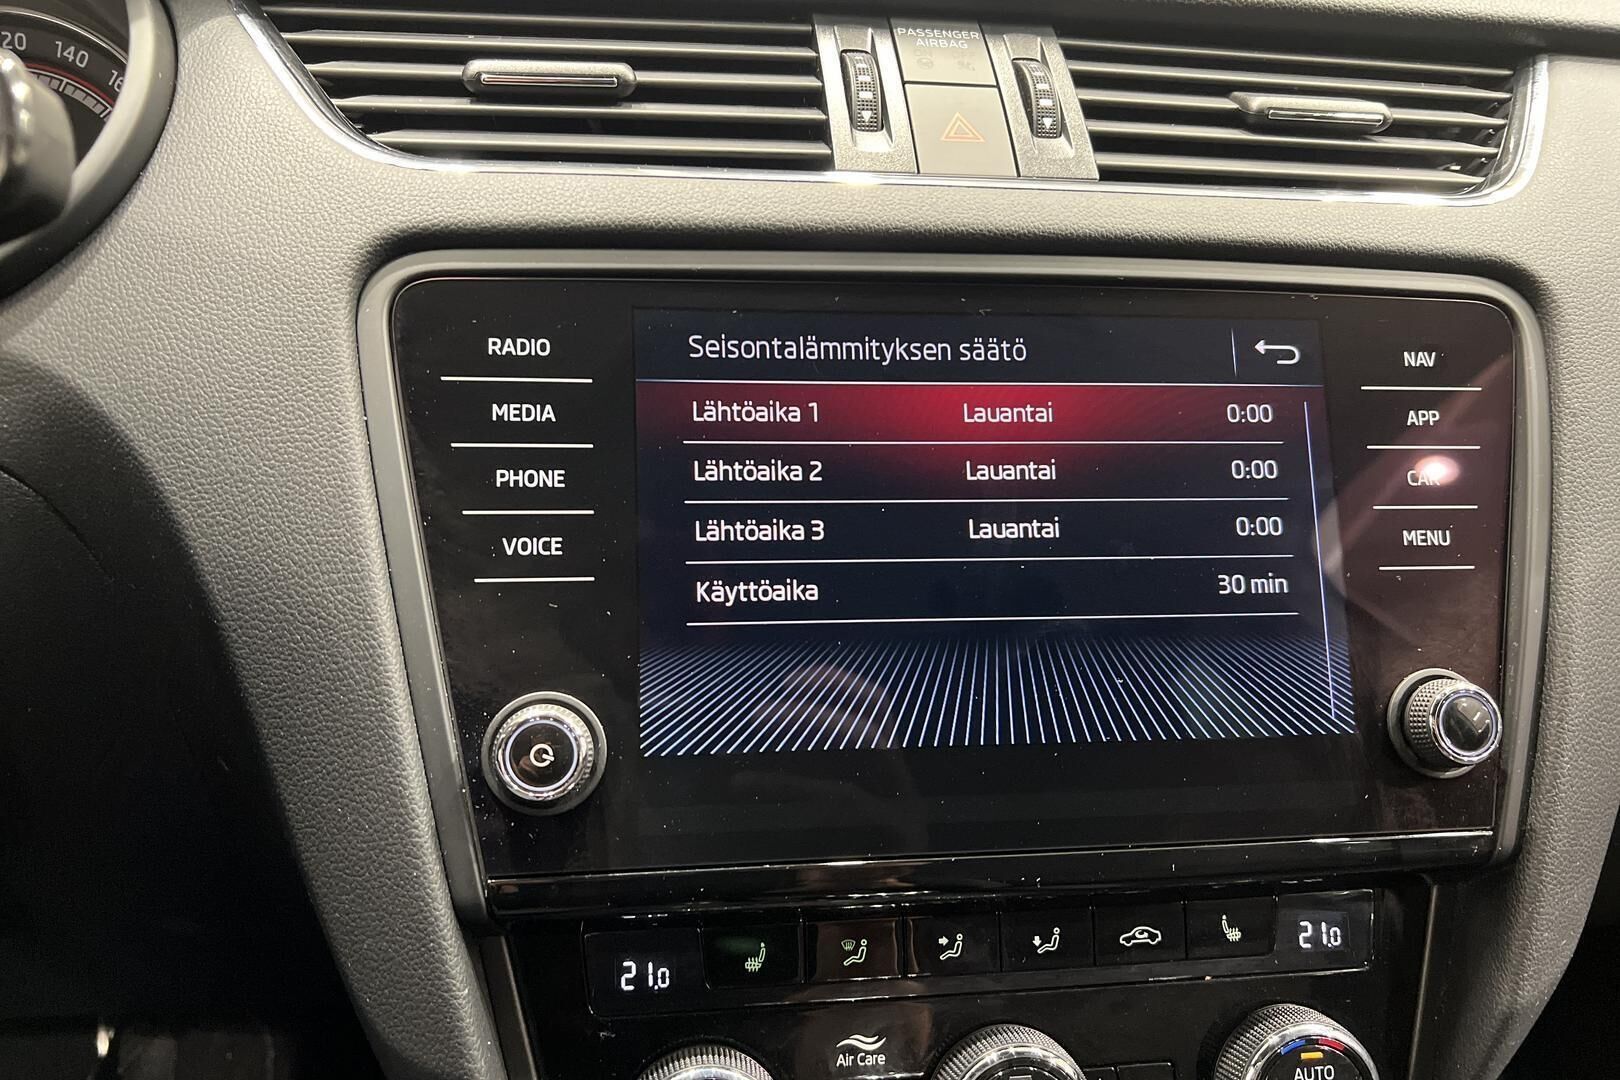 120
140
160
PASSENGER
AIRBAG
RADIO
MEDIA
PHONE
VOICE
Seisontalämmityksen säätö
Lähtöaika 1 Lauantai 0:00
Lähtöaika 2 Lauantai 0:00
Lähtöaika 3 Lauantai 0:00
Käyttöaika 30 min
NAV
APP
CAR
MENU
21.0
21.0
Air Care
AUTO